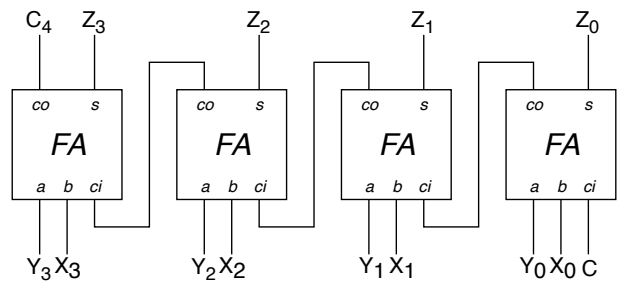 C4 Z3 Z2 Z1 Z0
co s co s co s co s
FA FA FA FA
a b ci a b ci a b ci a b ci
Y3 X3 Y2 X2 Y1 X1 Y0 X0 C